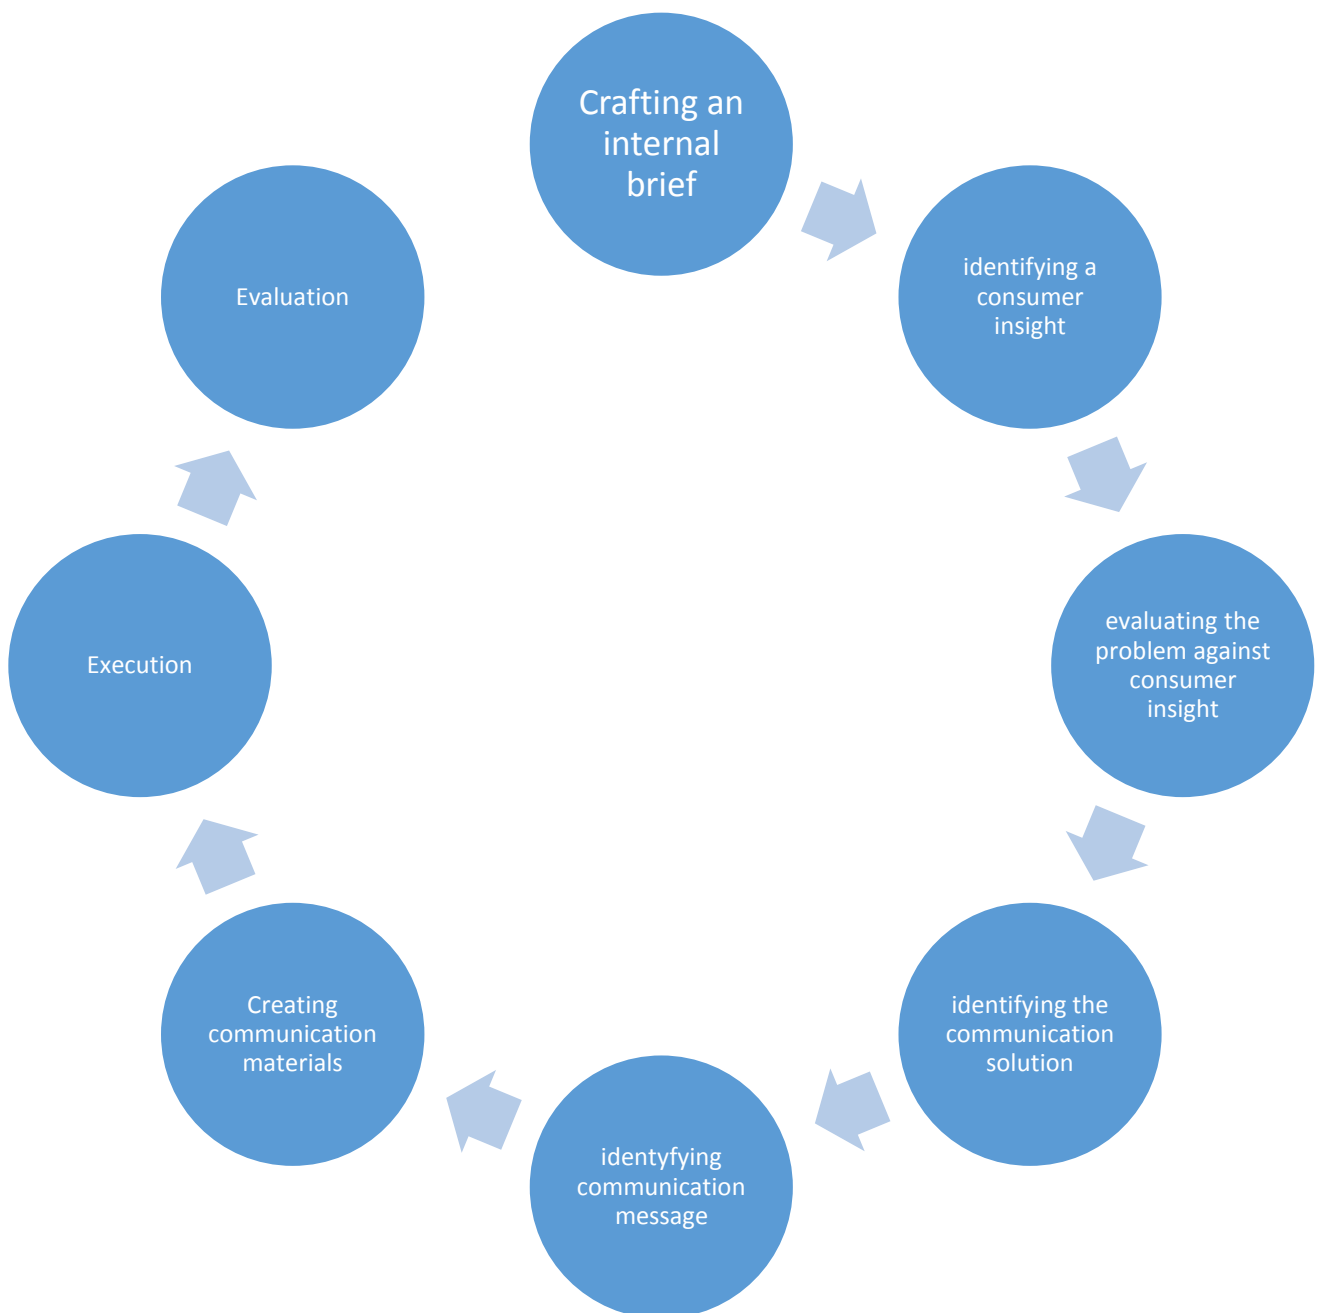 Crafting an
internal
brief
identifying a
consumer
insight
evaluating the
problem against
consumer
insight
identifying the
communication
solution
identyfying
communication
message
Creating
communication
materials
Execution
Evaluation